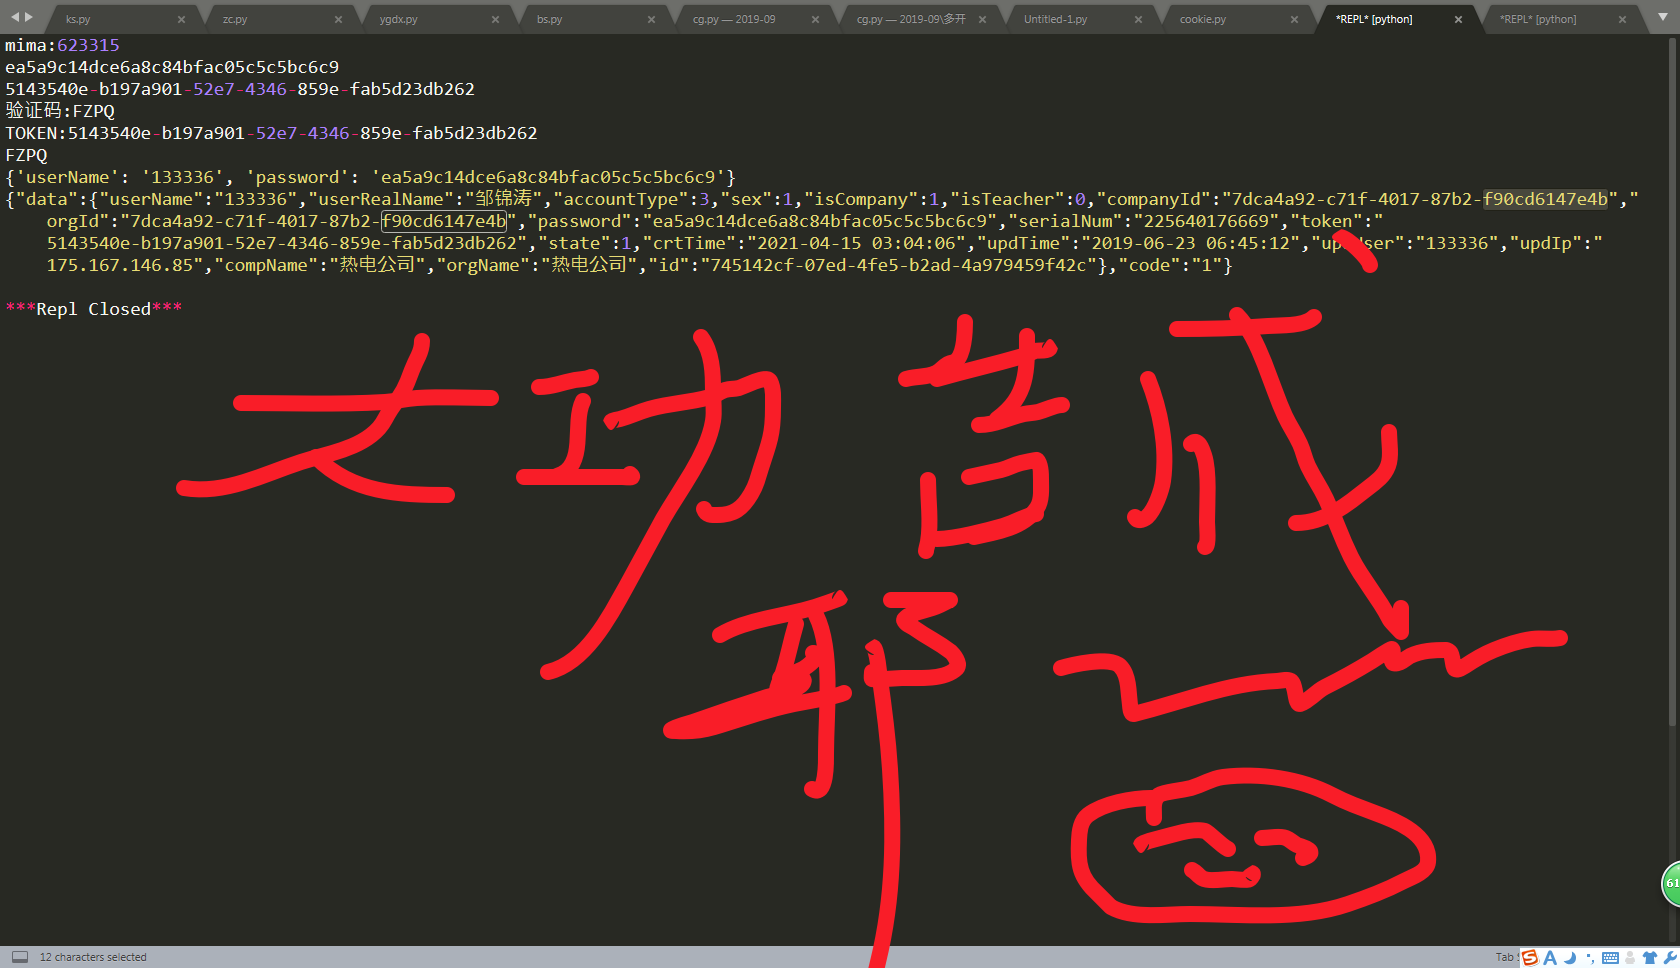 ks.py
zc.py
ygdx.py
bs.py
cg.py — 2019-09
cg.py — 2019-09\多开
Untitled-1.py
cookie.py
*REPL* [python]
*REPL* [python]
mima:623315
ea5a9c14dce6a8c84bfac05c5c5bc6c9
5143540e-b197a901-52e7-4346-859e-fab5d23db262
验证码:FZPQ
TOKEN:5143540e-b197a901-52e7-4346-859e-fab5d23db262
FZPQ
{'userName': '133336', 'password': 'ea5a9c14dce6a8c84bfac05c5c5bc6c9'}
{"data":{"userName":"133336","userRealName":"邹锦涛","accountType":3,"sex":1,"isCompany":1,"isTeacher":0,"companyId":"7dca4a92-c71f-4017-87b2-f90cd6147e4b","
orgId":"7dca4a92-c71f-4017-87b2-f90cd6147e4b","password":"ea5a9c14dce6a8c84bfac05c5c5bc6c9","serialNum":"225640176669","token":"
5143540e-b197a901-52e7-4346-859e-fab5d23db262","state":1,"crtTime":"2021-04-15 03:04:06","updTime":"2019-06-23 06:45:12","updUser":"133336","updIp":"
175.167.146.85","compName":"热电公司","orgName":"热电公司","id":"745142cf-07ed-4fe5-b2ad-4a979459f42c"},"code":"1"}
***Repl Closed***
大功告成
耶
61
12 characters selected
Tab